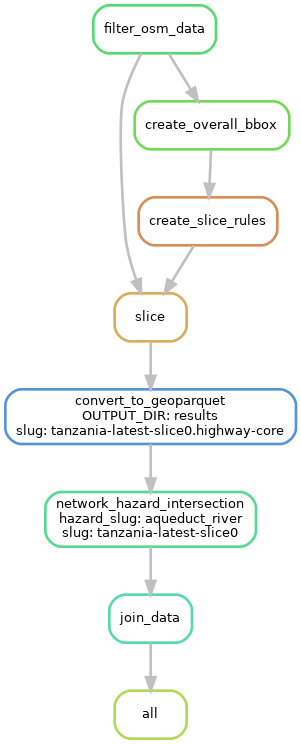 filter_osm_data
create_overall_bbox
create_slice_rules
slice
convert_to_geoparquet
OUTPUT_DIR: results
slug: tanzania-latest-slice0.highway-core
network_hazard_intersection
hazard_slug: aqueduct_river
slug: tanzania-latest-slice0
join_data
all